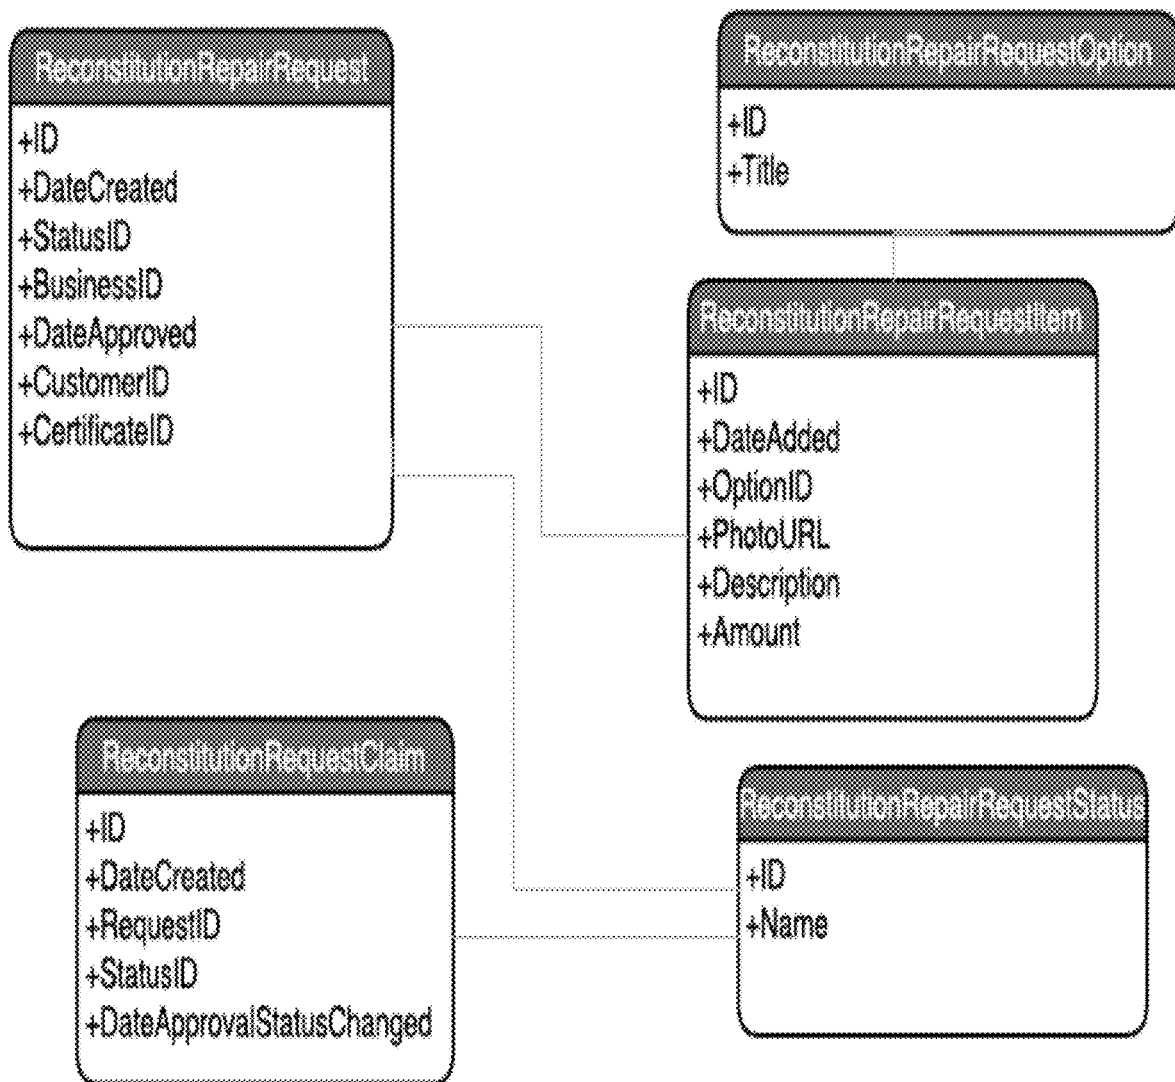 ReconstitutionRepairRequest
+ID
+DateCreated
+StatusID
+BusinessID
+DateApproved
+CustomerID
+CertificateID
ReconstitutionRepairRequestOption
+ID
+Title
ReconstitutionRepairRequestItem
+ID
+DateAdded
+OptionID
+PhotoURL
+Description
+Amount
ReconstitutionRequestClaim
+ID
+DateCreated
+RequestID
+StatusID
+DateApprovalStatusChanged
ReconstitutionRepairRequestStatus
+ID
+Name